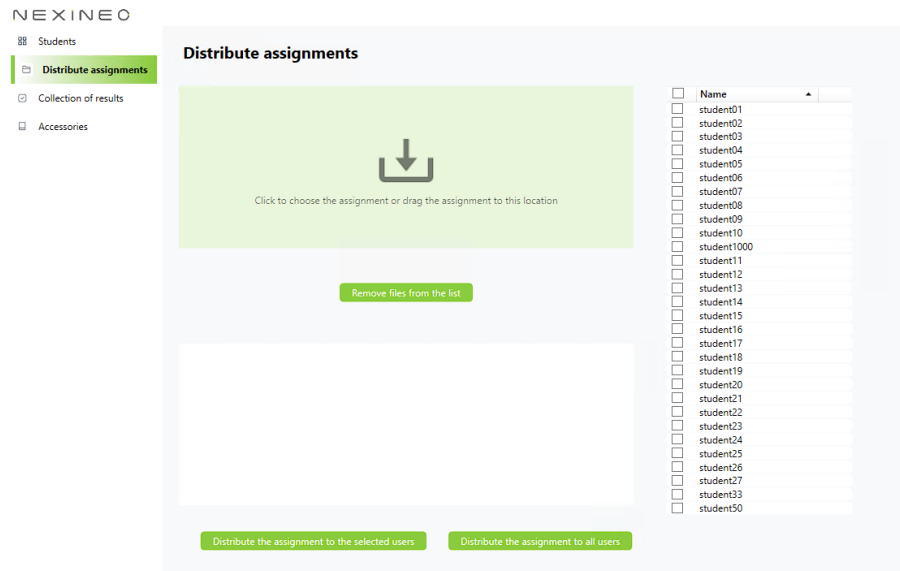 NEXINEO
Students
Distribute assignments
Collection of results
Accessories
Distribute assignments
Click to choose the assignment or drag the assignment to this location
Remove files from the list
Distribute the assignment to the selected users
Distribute the assignment to all users
Name
student01
student02
student03
student04
student05
student06
student07
student08
student09
student10
student1000
student11
student12
student13
student14
student15
student16
student17
student18
student19
student20
student21
student22
student23
student24
student25
student26
student27
student33
student50